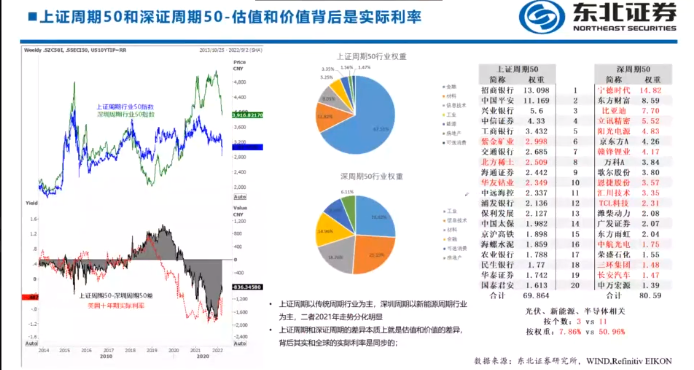 上证周期50和深证周期50-估值和价值背后是实际利率
东北证券
NORTHEAST SECURITIES
Price
CNY
上证周期行业50指数
深圳周期行业50指数
Auto
Yield
Value
CNY
上证周期50-深圳周期50轴
美国十年期实际利率
Auto
2014 2015 2016 2017 2018 2019 2020 2021 2022
2000
2020
上证周期50行业权重
深圳周期50行业权重
上证周期50 深周期50
简称 权重 简称 权重
招商银行 13.098 1 宁德时代 14.82
中国平安 11.169 2 东方财富 8.59
兴业银行 5.6 3 比亚迪 7.70
中信证券 4.33 4 立讯精密 5.52
工商银行 3.432 5 阳光电源 4.83
紫金矿业 2.998 6 京东方A 4.26
交通银行 2.685 7 赣锋锂业 4.17
北方稀土 2.509 8 万科A 3.84
海通证券 2.442 9 歌尔股份 3.80
华友钴业 2.349 10 恩捷股份 3.57
中远海控 2.337 11 汇川技术 3.35
浦发银行 2.136 12 TCL科技 2.31
保利发展 2.127 13 潍柴动力 2.08
中国太保 1.982 14 广发证券 2.07
京沪高铁 1.898 15 东方雨虹 2.04
海螺水泥 1.859 16 中航光电 1.75
农业银行 1.788 17 荣盛石化 1.55
民生银行 1.77 18 三环集团 1.48
华泰证券 1.742 19 长安汽车 1.47
国泰君安 1.613 20 申万宏源 1.39
合计 69.864 合计 80.59
上证周期以传统周期行业为主，深圳周期以新能源周期行业
为主，二者2021年走势分化明显
上证周期和深证周期的差异本质上就是估值和价值的差异，
背后其实和全球的实际利率是同步的；
光伏、新能源、半导体相关
按个数：3 vs 11
按权重：7.86% vs 50.96%
数据来源：东北证券研究所，WIND,Refinitiv EIKON